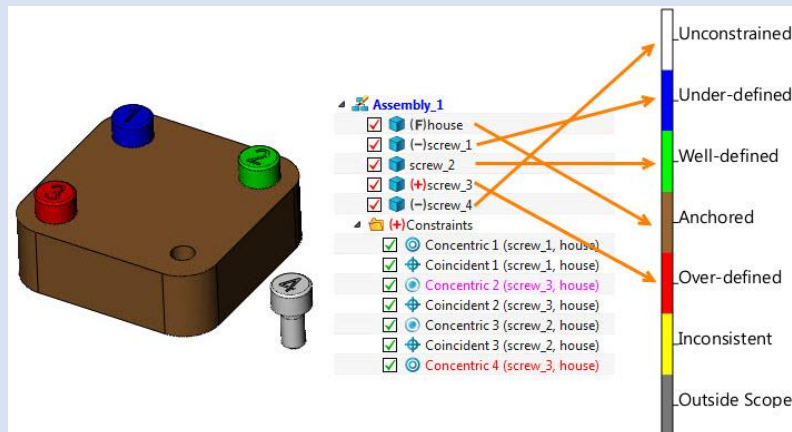 1
2
3
4
Assembly_1
(F)house
(-)screw_1
screw_2
(+)screw_3
(-)screw_4
(+)Constraints
Concentric 1 (screw_1, house)
Coincident 1 (screw_1, house)
Concentric 2 (screw_3, house)
Coincident 2 (screw_3, house)
Concentric 3 (screw_2, house)
Coincident 3 (screw_2, house)
Concentric 4 (screw_3, house)
Unconstrained
Under-defined
Well-defined
Anchored
Over-defined
Inconsistent
Outside Scope